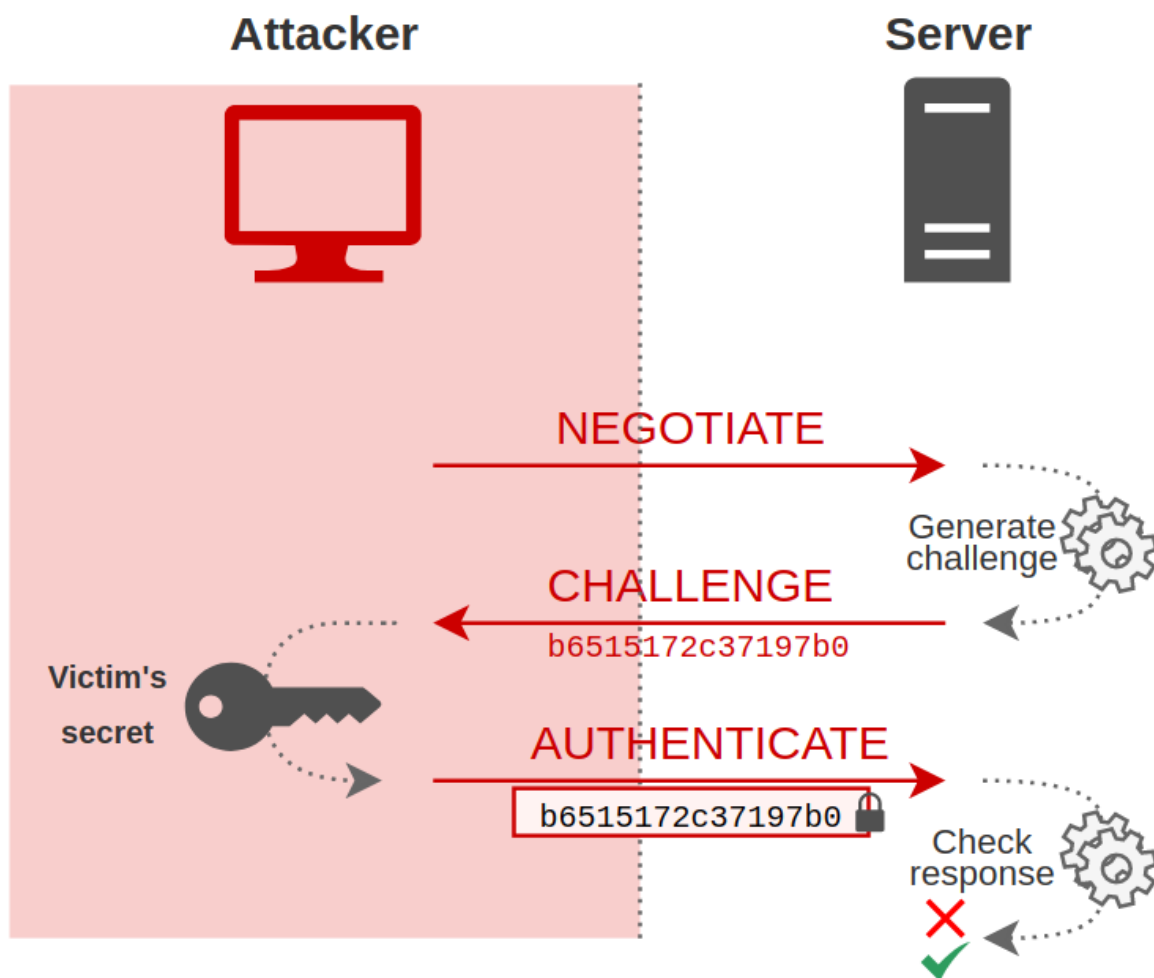 Attacker
Server
NEGOTIATE
Generate
challenge
CHALLENGE
b6515172c37197b0
Victim's
secret
AUTHENTICATE
b6515172c37197b0
Check
response